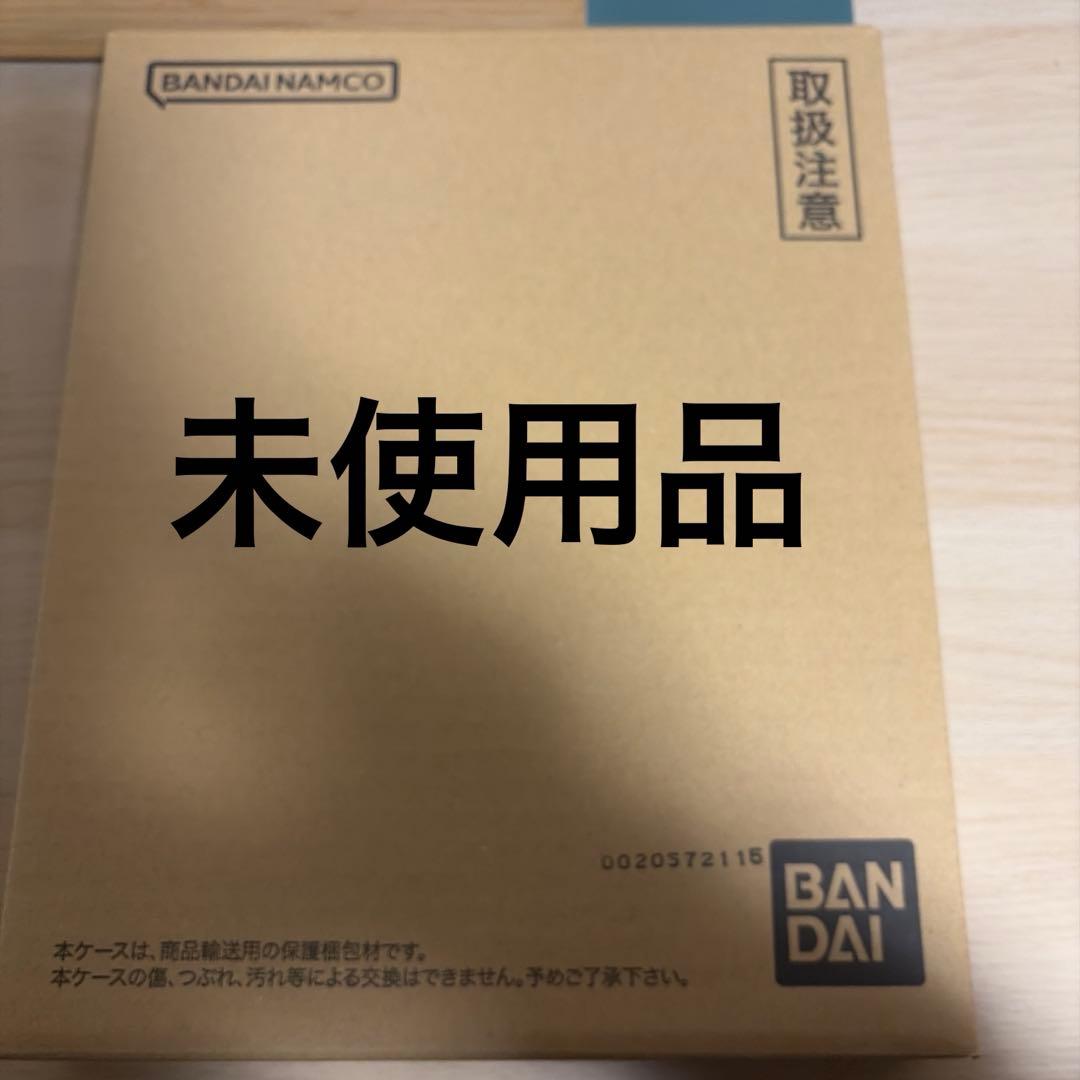 BANDAI NAMCO
取扱注意
未使用品
0020572115
BAN
DAI
本ケースは、商品輸送用の保護梱包材です。
本ケースの傷、つぶれ、汚れ等による交換はできません。予めご了承下さい。